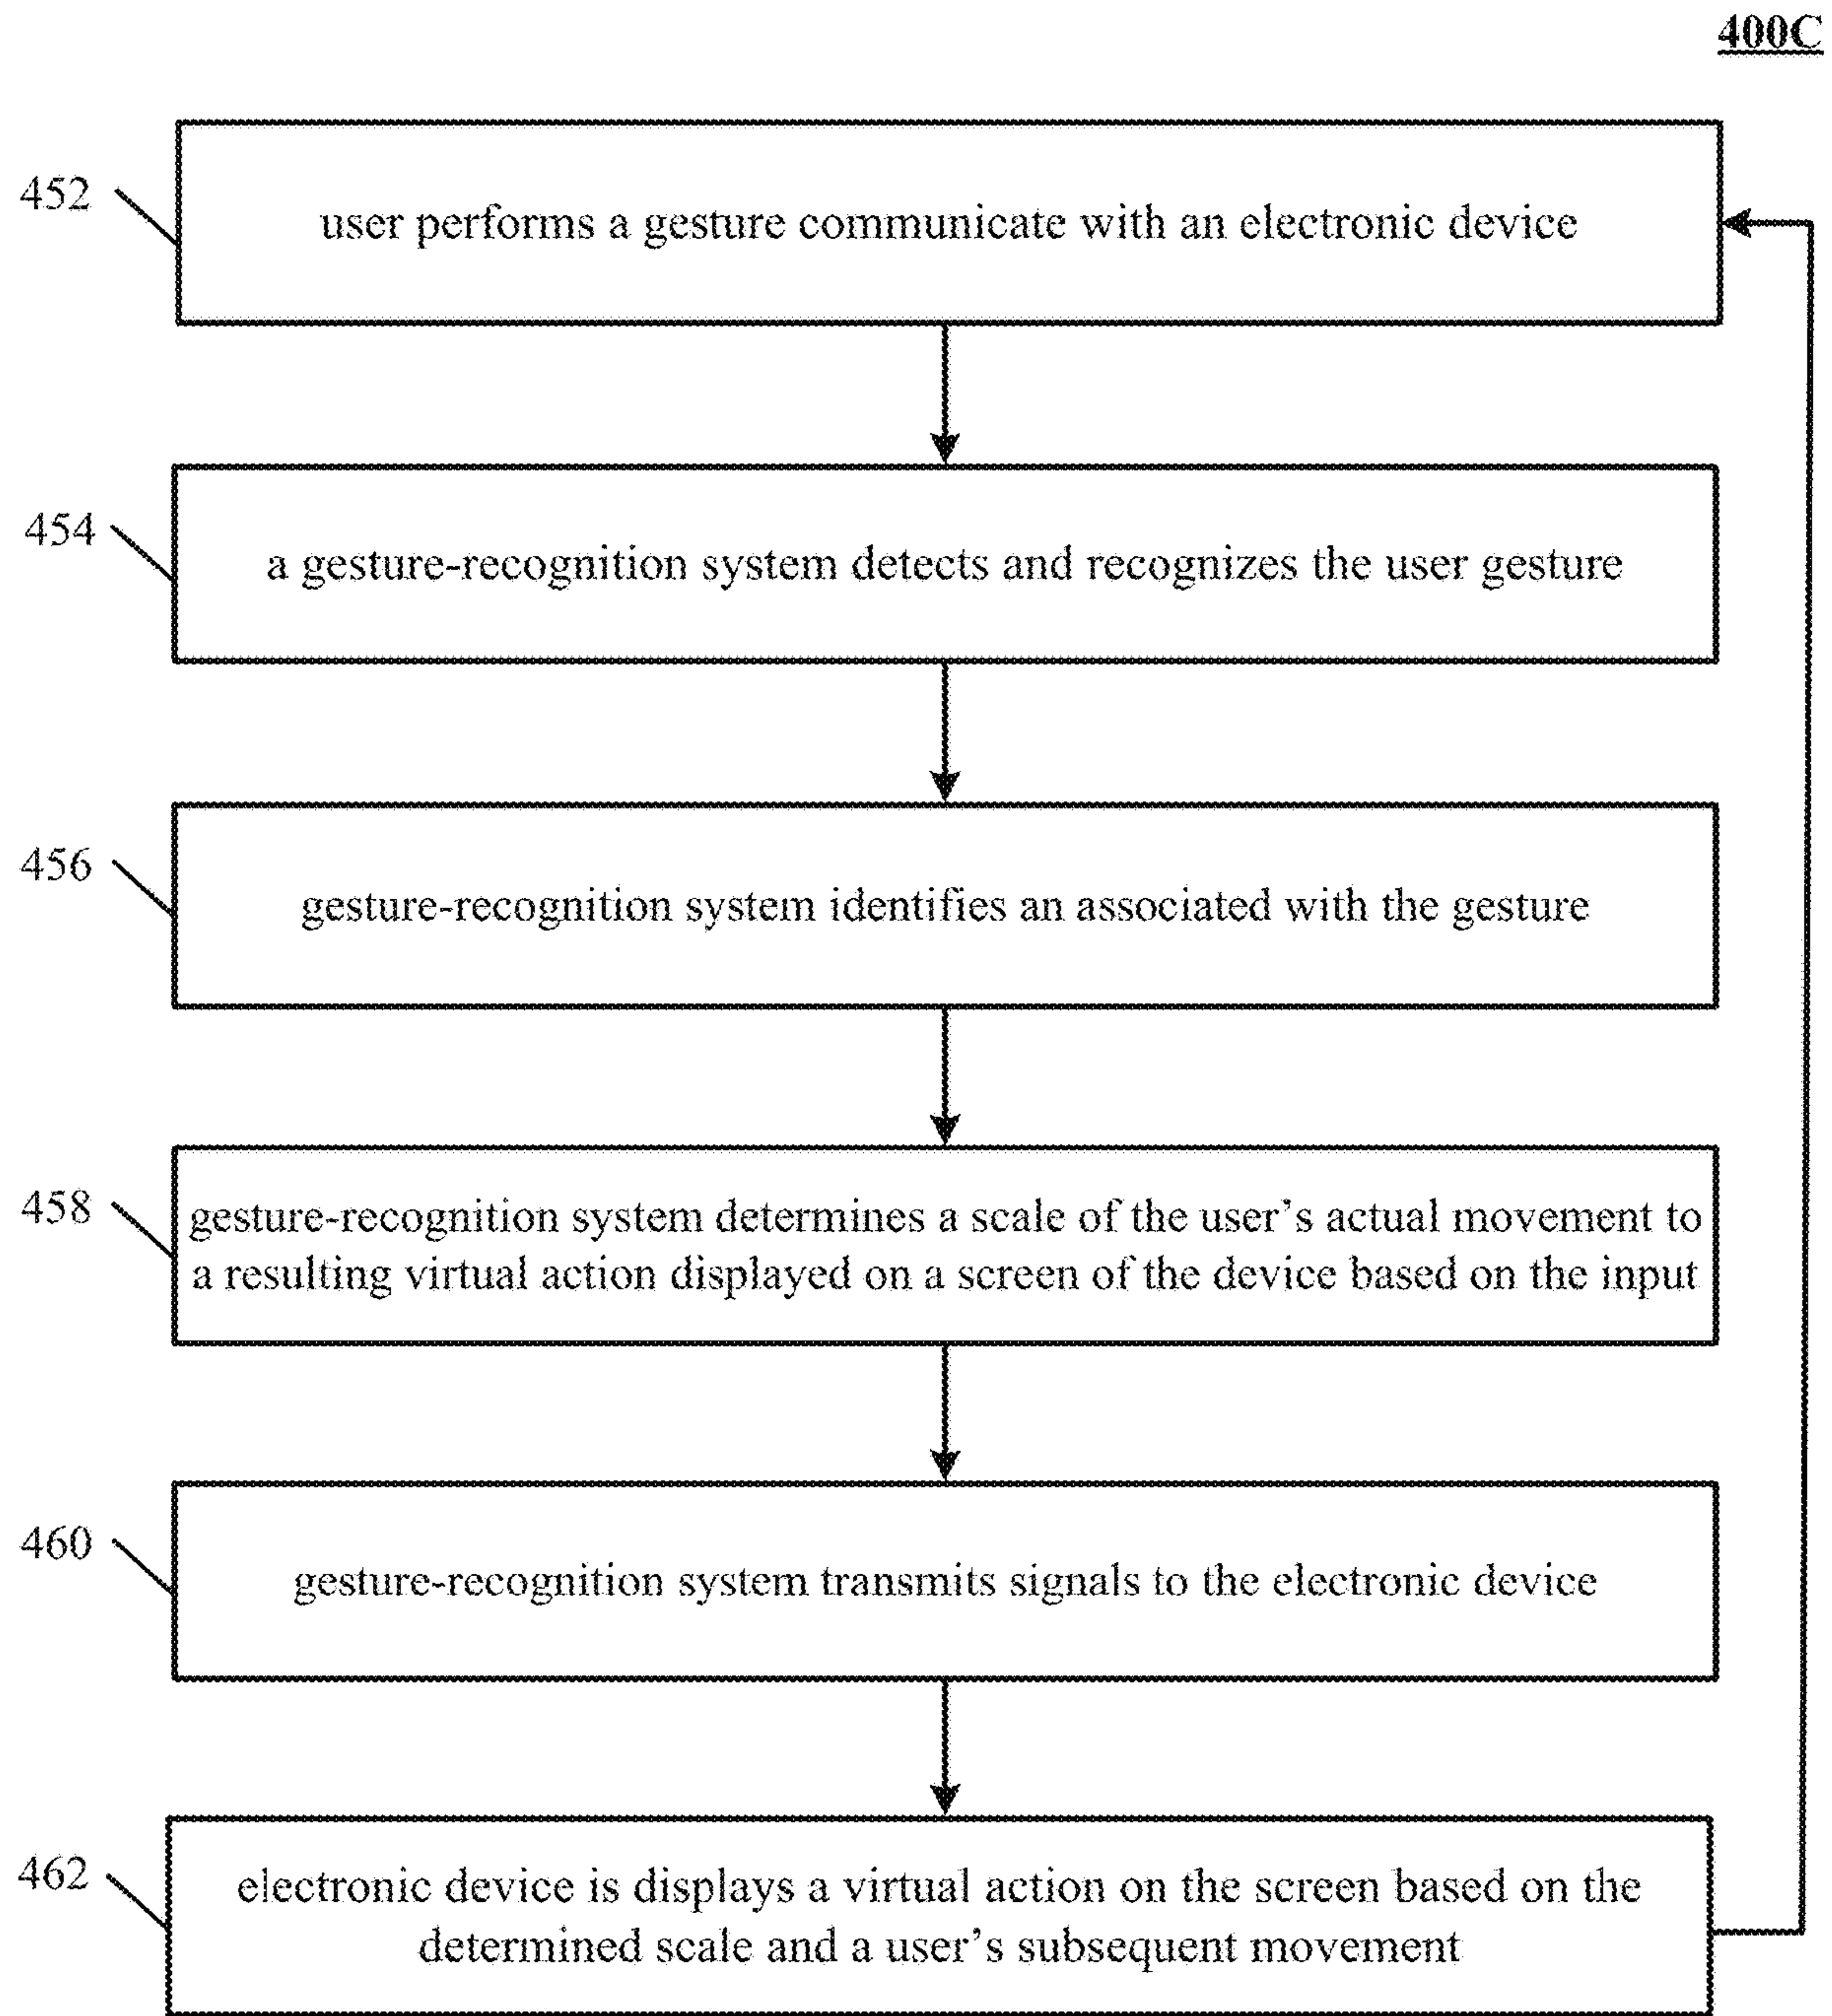 400C
452
user performs a gesture communicate with an electronic device
454
a gesture-recognition system detects and recognizes the user gesture
456
gesture-recognition system identifies an associated with the gesture
458
gesture-recognition system determines a scale of the user's actual movement to
a resulting virtual action displayed on a screen of the device based on the input
460
gesture-recognition system transmits signals to the electronic device
462
electronic device is displays a virtual action on the screen based on the
determined scale and a user's subsequent movement